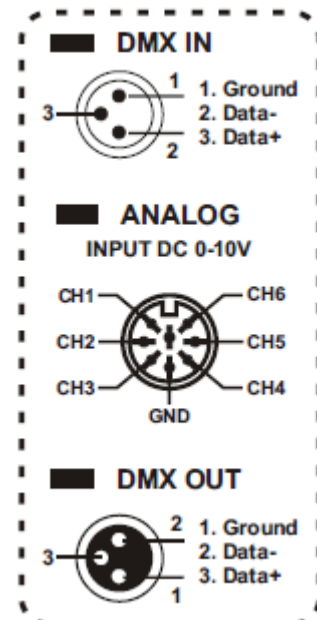 DMX IN
1
1. Ground
3
2. Data-
3. Data+
2
ANALOG
INPUT DC 0-10V
CH1
CH6
CH2
CH5
CH3
CH4
GND
DMX OUT
2
1. Ground
3
2. Data-
3. Data+
1